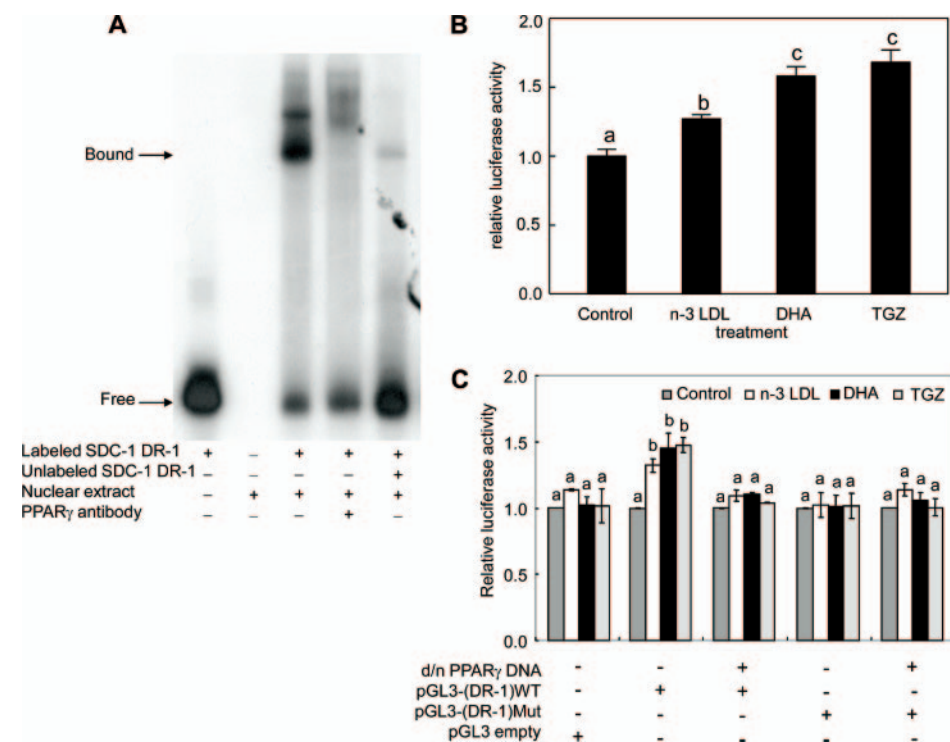 A
Bound
Free
Labeled SDC-1 DR-1 + – + + +
Unlabeled SDC-1 DR-1 – – – – +
Nuclear extract – + + + +
PPARγ antibody – – – + –
B
relative luciferase activity
2.0
1.5
1.0
0.5
0.0
a
b
c
c
Control n-3 LDL DHA TGZ
treatment
C
Relative luciferase activity
2.0
1.5
1.0
0.5
0.0
Control n-3 LDL DHA TGZ
a a a a
b b b
a a a a a
a a a a
a a a a
d/n PPARγ DNA - - + - +
pGL3-(DR-1)WT - + + - -
pGL3-(DR-1)Mut - - - + +
pGL3 empty + - - - -